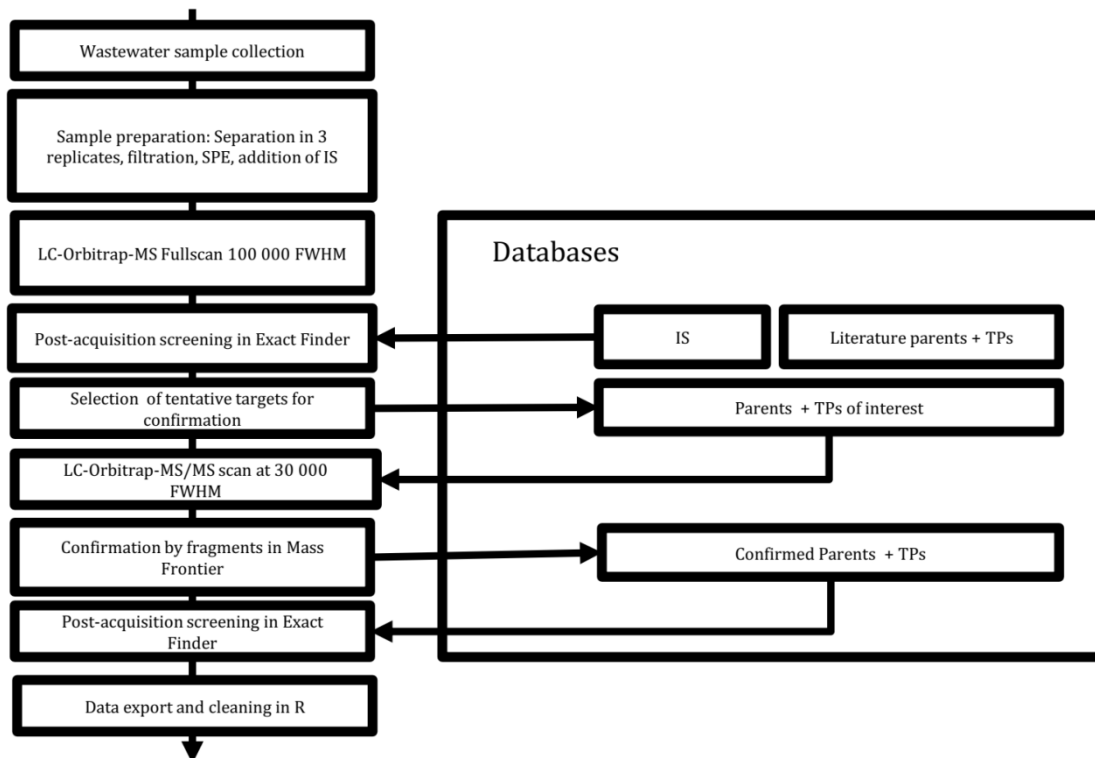 Wastewater sample collection
Sample preparation: Separation in 3
replicates, filtration, SPE, addition of IS
LC-Orbitrap-MS Fullscan 100 000 FWHM
Post-acquisition screening in Exact Finder
Selection of tentative targets for
confirmation
LC-Orbitrap-MS/MS scan at 30 000
FWHM
Confirmation by fragments in Mass
Frontier
Post-acquisition screening in Exact
Finder
Data export and cleaning in R
Databases
IS
Literature parents + TPs
Parents + TPs of interest
Confirmed Parents + TPs